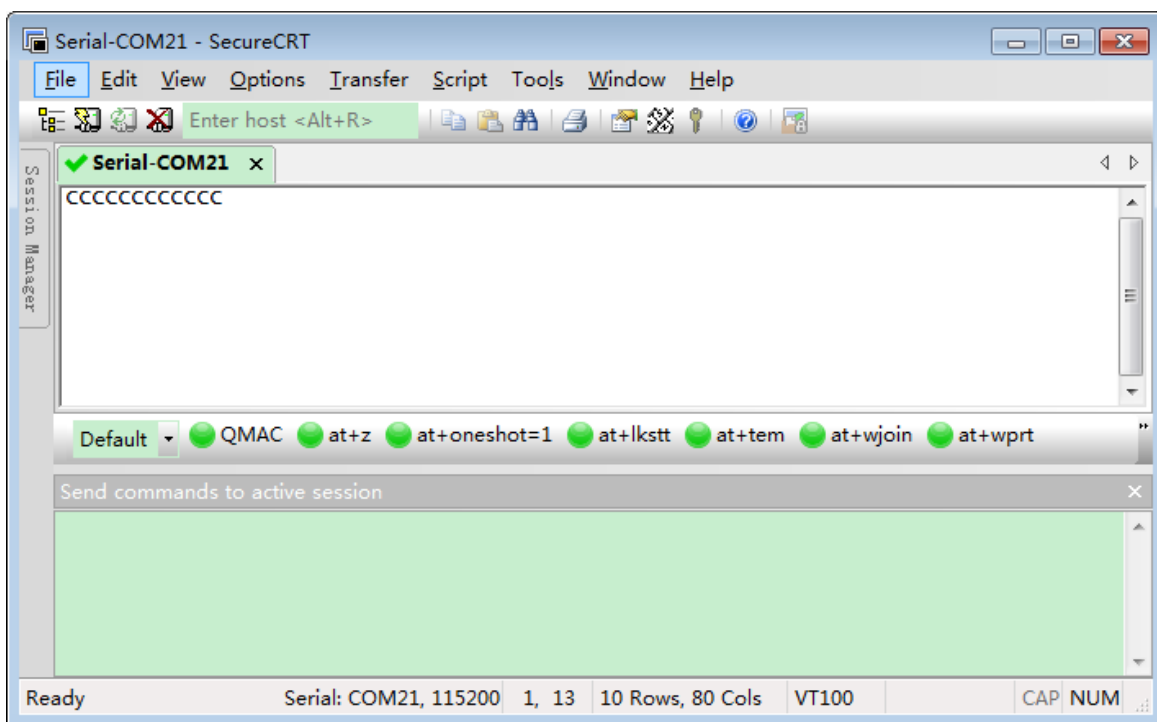 Serial-COM21 - SecureCRT
File Edit View Options Transfer Script Tools Window Help
Enter host <Alt+R>
Serial-COM21
Session Manager
CCCCCCCCCCCC
Default QMAC at+z at+oneshot=1 at+lkstt at+tem at+wjoin at+wprt
Send commands to active session
Ready Serial: COM21, 115200 1, 13 10 Rows, 80 Cols VT100 CAP NUM